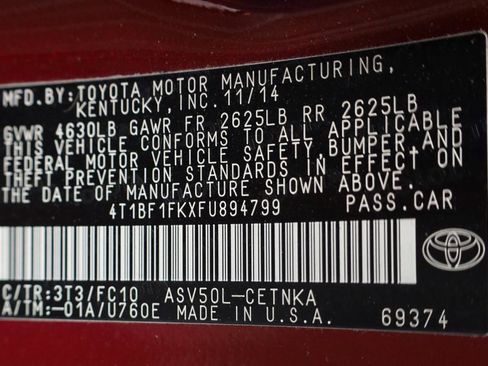 MFD.BY: TOYOTA MOTOR MANUFACTURING,
KENTUCKY, INC. 11/14
GVWR 4630LB GAWR FR 2625LB RR 2625LB
THIS VEHICLE CONFORMS TO ALL APPLICABLE
FEDERAL MOTOR VEHICLE SAFETY, BUMPER, AND
THEFT PREVENTION STANDARDS IN EFFECT ON
THE DATE OF MANUFACTURE SHOWN ABOVE.
4T1BF1FKXFU894799 PASS.CAR
C/TR: 3T3/FC10 ASV50L-CETNKA
A/TM: -01A/U760E MADE IN U.S.A. 69374